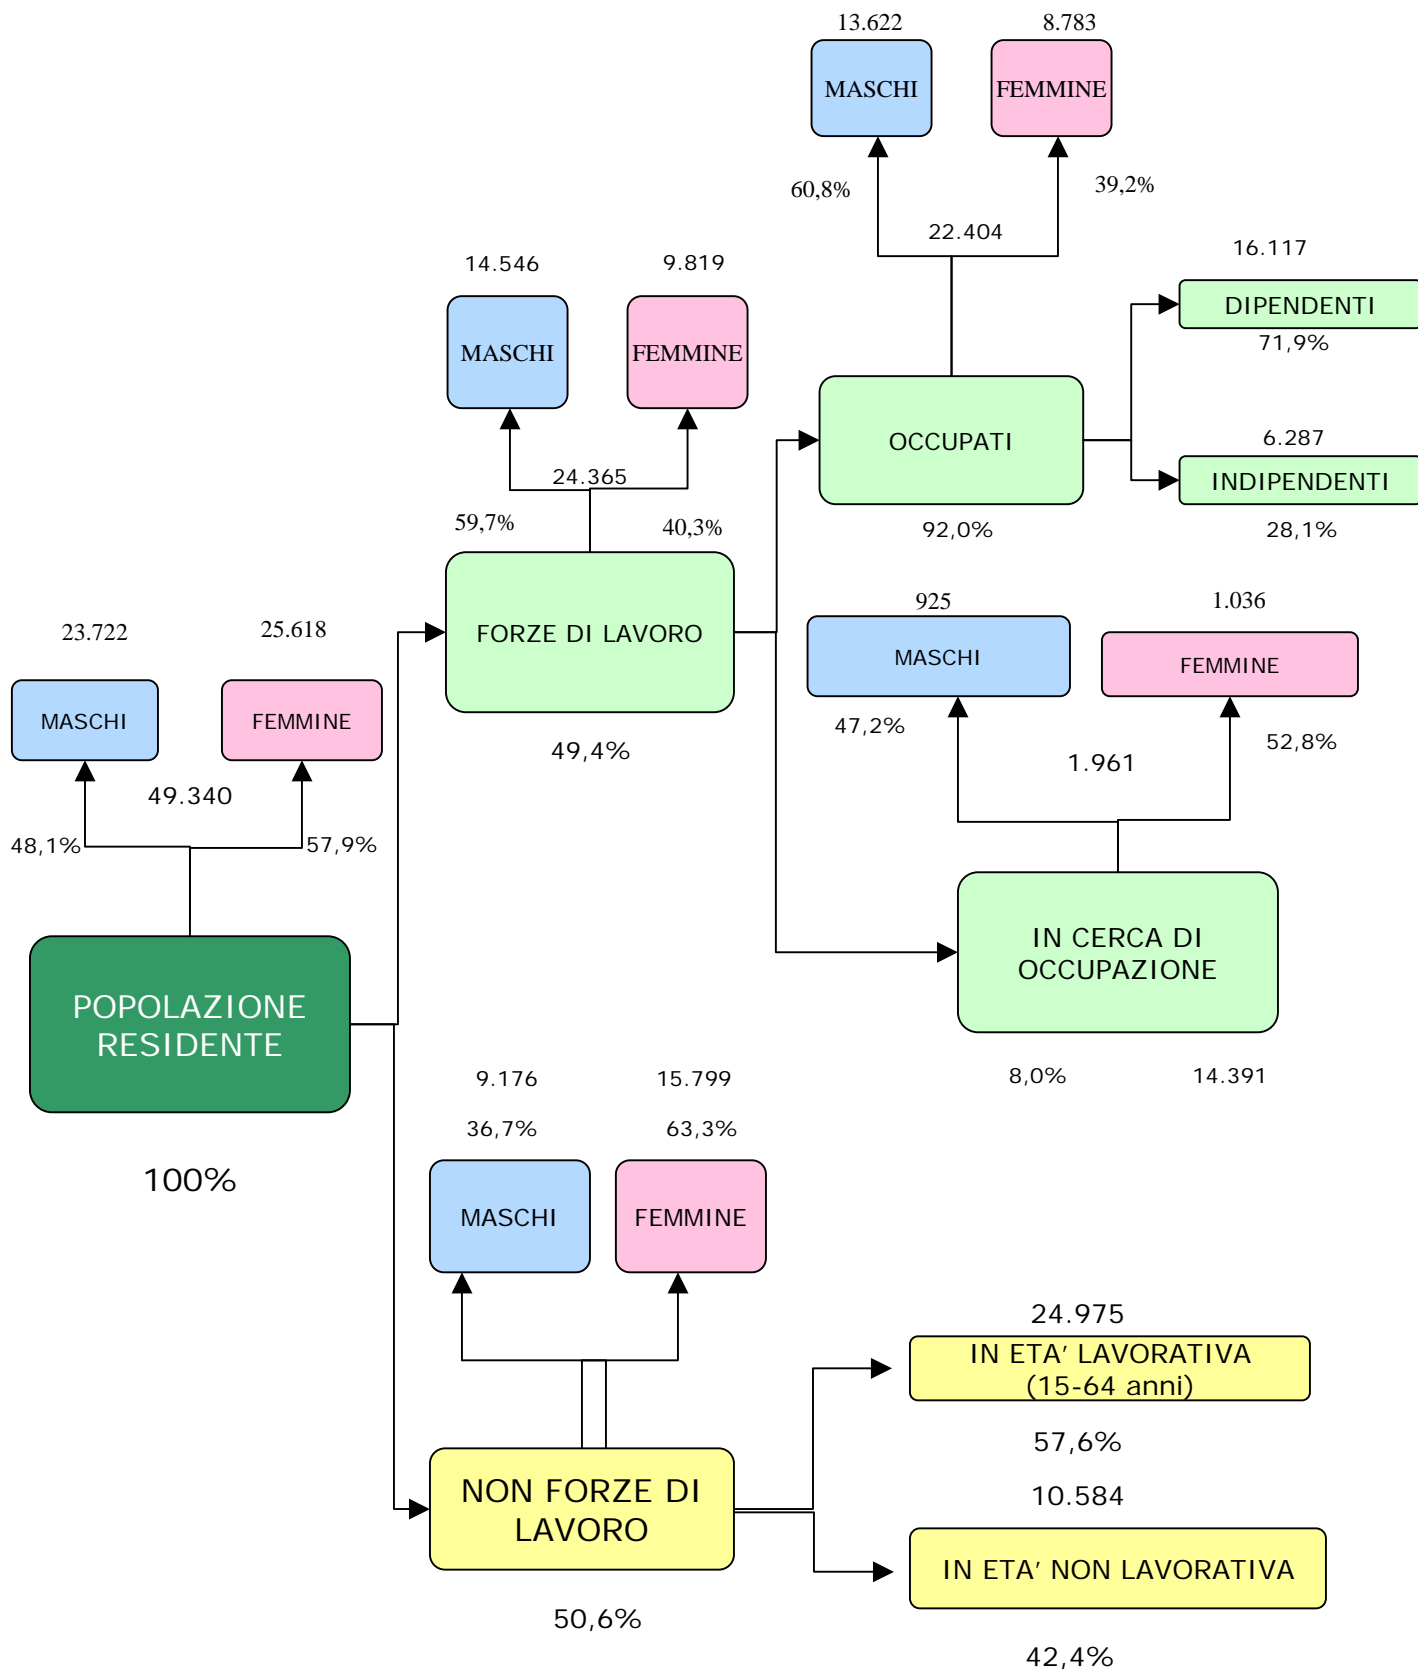 13.622
8.783
MASCHI
FEMMINE
60,8%
39,2%
22.404
14.546
9.819
16.117
MASCHI
FEMMINE
DIPENDENTI
71,9%
OCCUPATI
6.287
24.365
INDIPENDENTI
59,7%
40,3%
92,0%
28,1%
925
1.036
23.722
25.618
FORZE DI LAVORO
MASCHI
FEMMINE
MASCHI
FEMMINE
47,2%
52,8%
49,4%
1.961
49.340
48,1%
57,9%
IN CERCA DI
OCCUPAZIONE
POPOLAZIONE
RESIDENTE
9.176
15.799
8,0%
14.391
36,7%
63,3%
100%
MASCHI
FEMMINE
24.975
IN ETA’ LAVORATIVA
(15-64 anni)
57,6%
NON FORZE DI
LAVORO
10.584
IN ETA’ NON LAVORATIVA
50,6%
42,4%